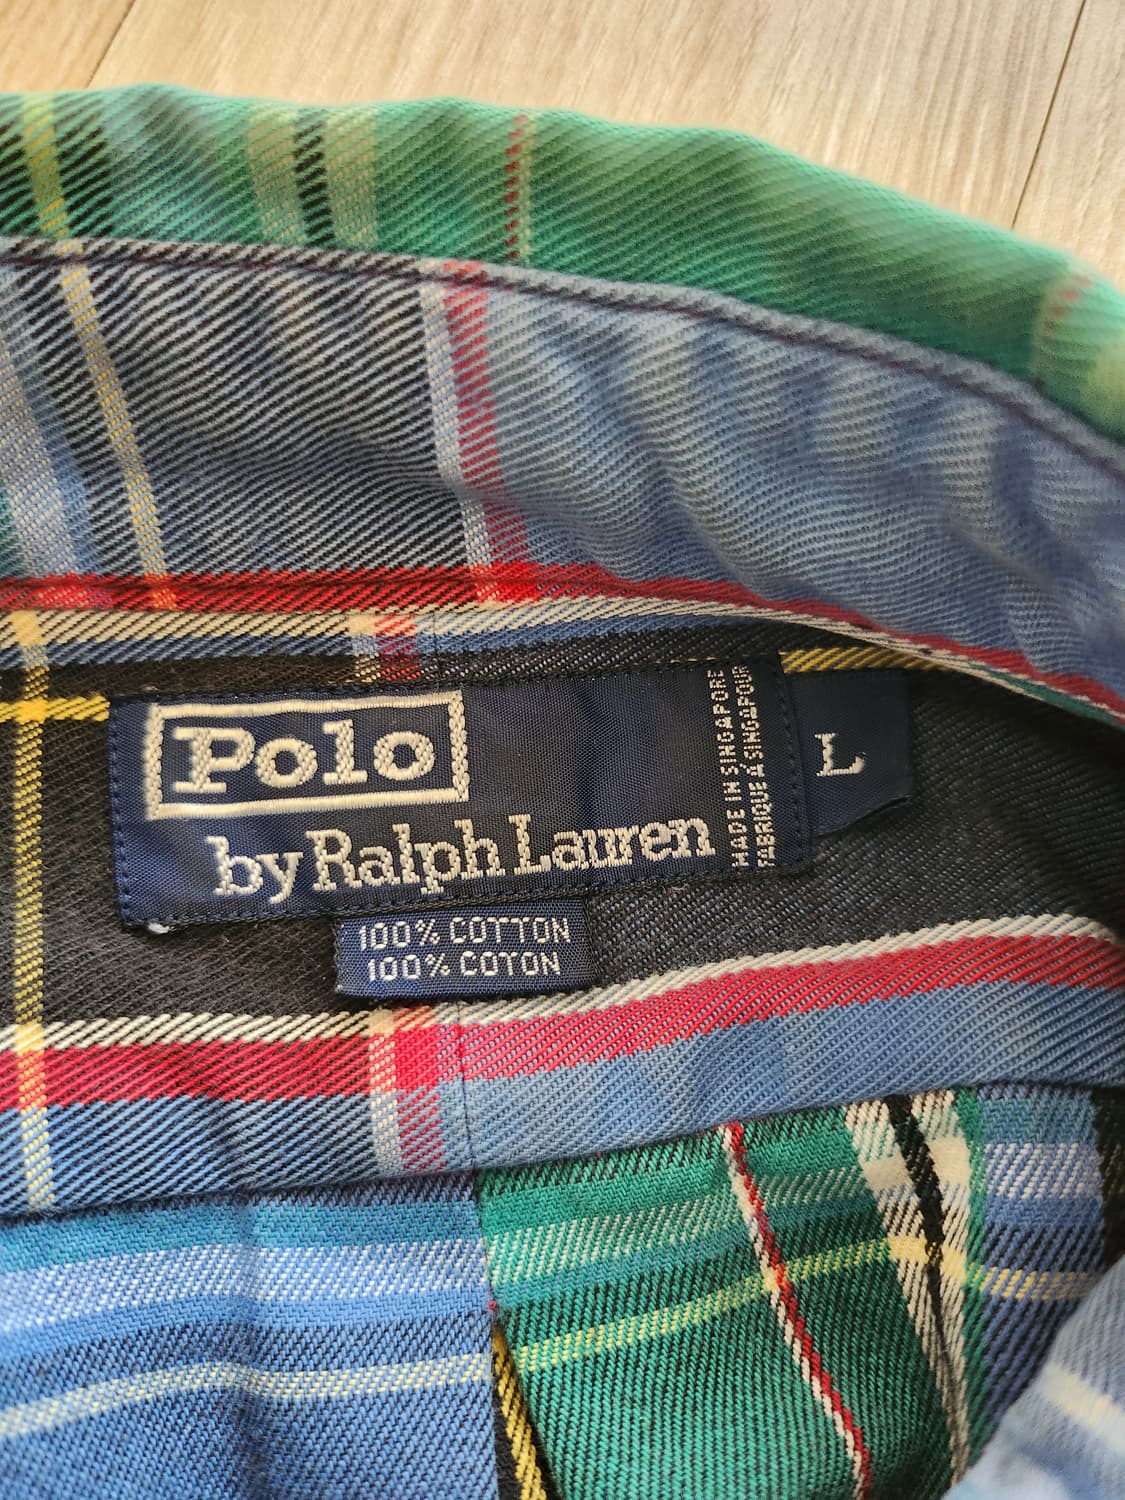 Polo
by Ralph Lauren
MADE IN SINGAPORE
FABRIQUE À SINGAPOUR
L
100% COTTON
100% COTON